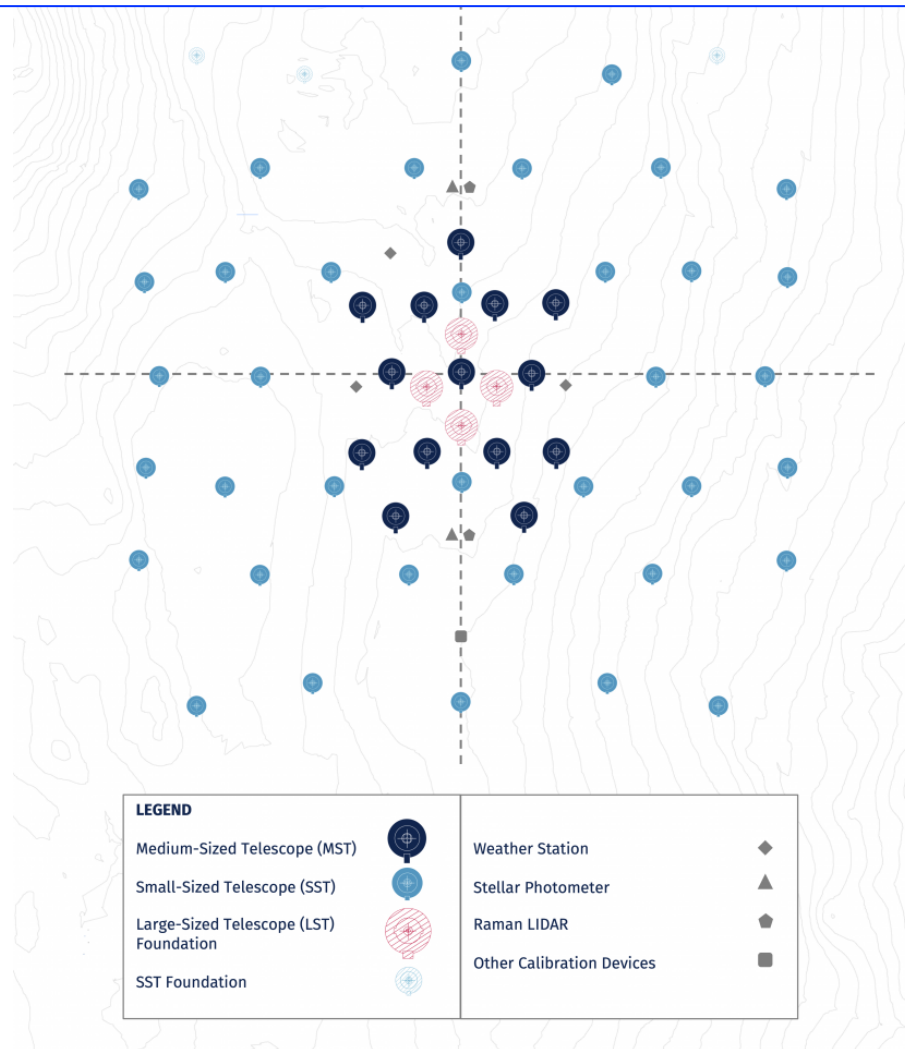 LEGEND
Medium-Sized Telescope (MST)
Small-Sized Telescope (SST)
Large-Sized Telescope (LST)
Foundation
SST Foundation
Weather Station
Stellar Photometer
Raman LIDAR
Other Calibration Devices